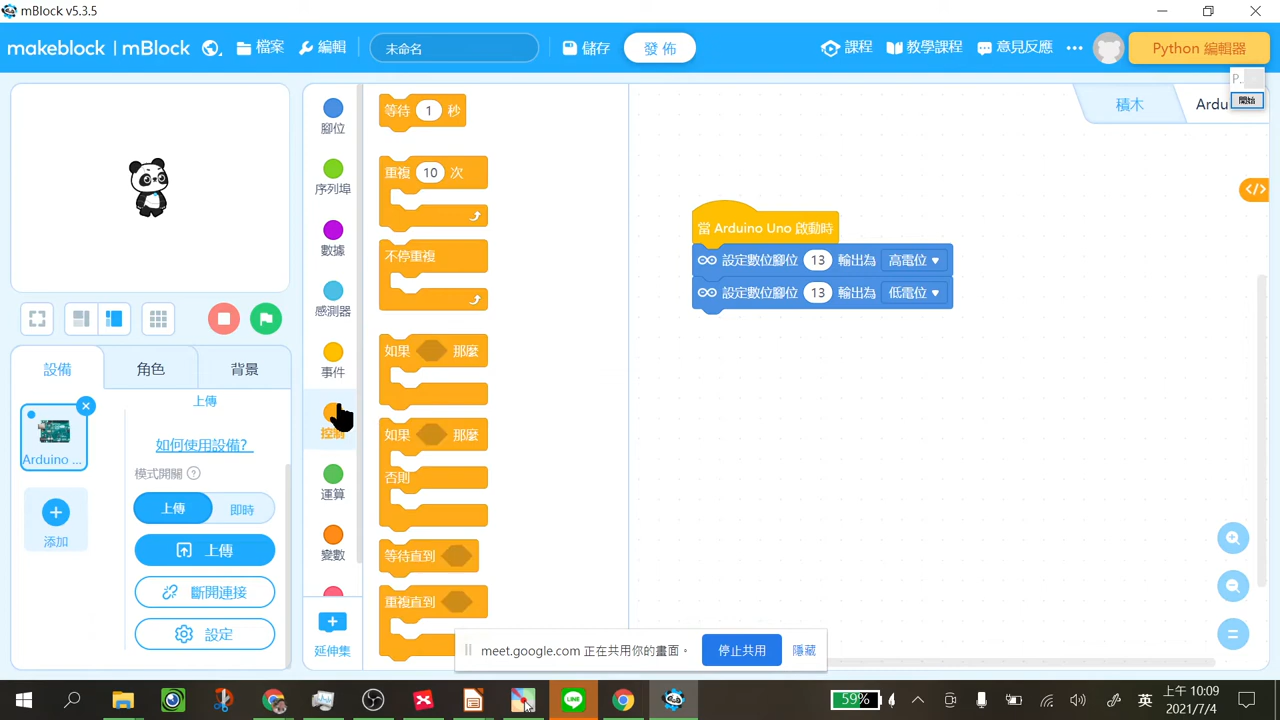 mBlock v5.3.5
makeblock | mBlock
檔案
編輯
未命名
儲存
發佈
課程
教學課程
意見反應
Python 編輯器
P..
開始
積木
Ardu
腳位
序列埠
數據
感測器
事件
控制
運算
變數
延伸集
等待 1 秒
重複 10 次
不停重複
如果 那麼
如果 那麼
否則
等待直到
重複直到
當 Arduino Uno 啟動時
設定數位腳位 13 輸出為 高電位
設定數位腳位 13 輸出為 低電位
設備
角色
背景
Arduino ...
添加
上傳
如何使用設備?
模式開關 ?
上傳
即時
上傳
斷開連接
設定
meet.google.com 正在共用你的畫面。
停止共用
隱藏
59%
英
上午 10:09
2021/7/4